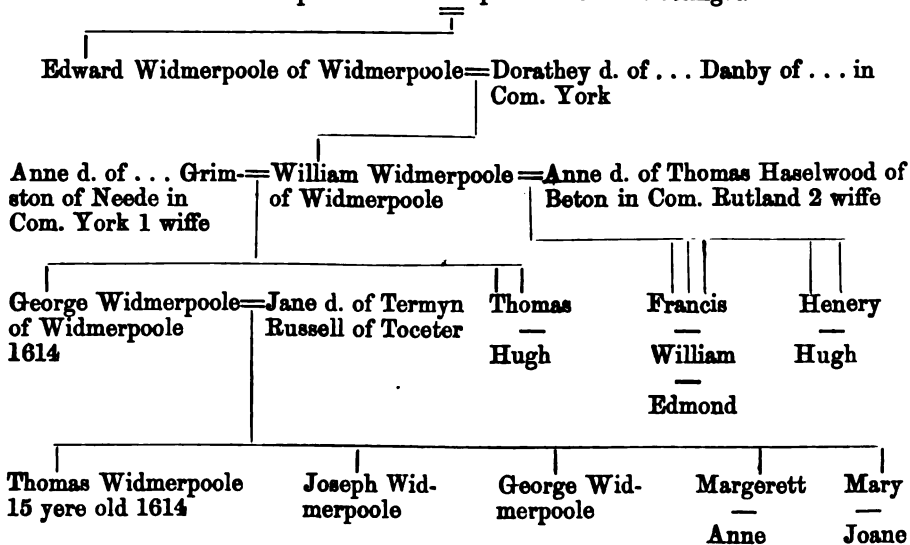 Edward Widmerpoole of Widmerpoole=Dorathey d. of ... Danby of ... in
Com. York
Anne d. of ... Grim-=William Widmerpoole=Anne d. of Thomas Haselwood of
ston of Neede in
of Widmerpoole
Beton in Com. Rutland 2 wiffe
Com. York 1 wiffe
George Widmerpoole=Jane d. of Termyn
of Widmerpoole
Russell of Toceter
1614
Thomas
—
Hugh
Francis
—
William
—
Edmond
Henery
—
Hugh
Thomas Widmerpoole
15 yere old 1614
Joseph Wid-
merpoole
George Wid-
merpoole
Margerett
—
Anne
Mary
—
Joane